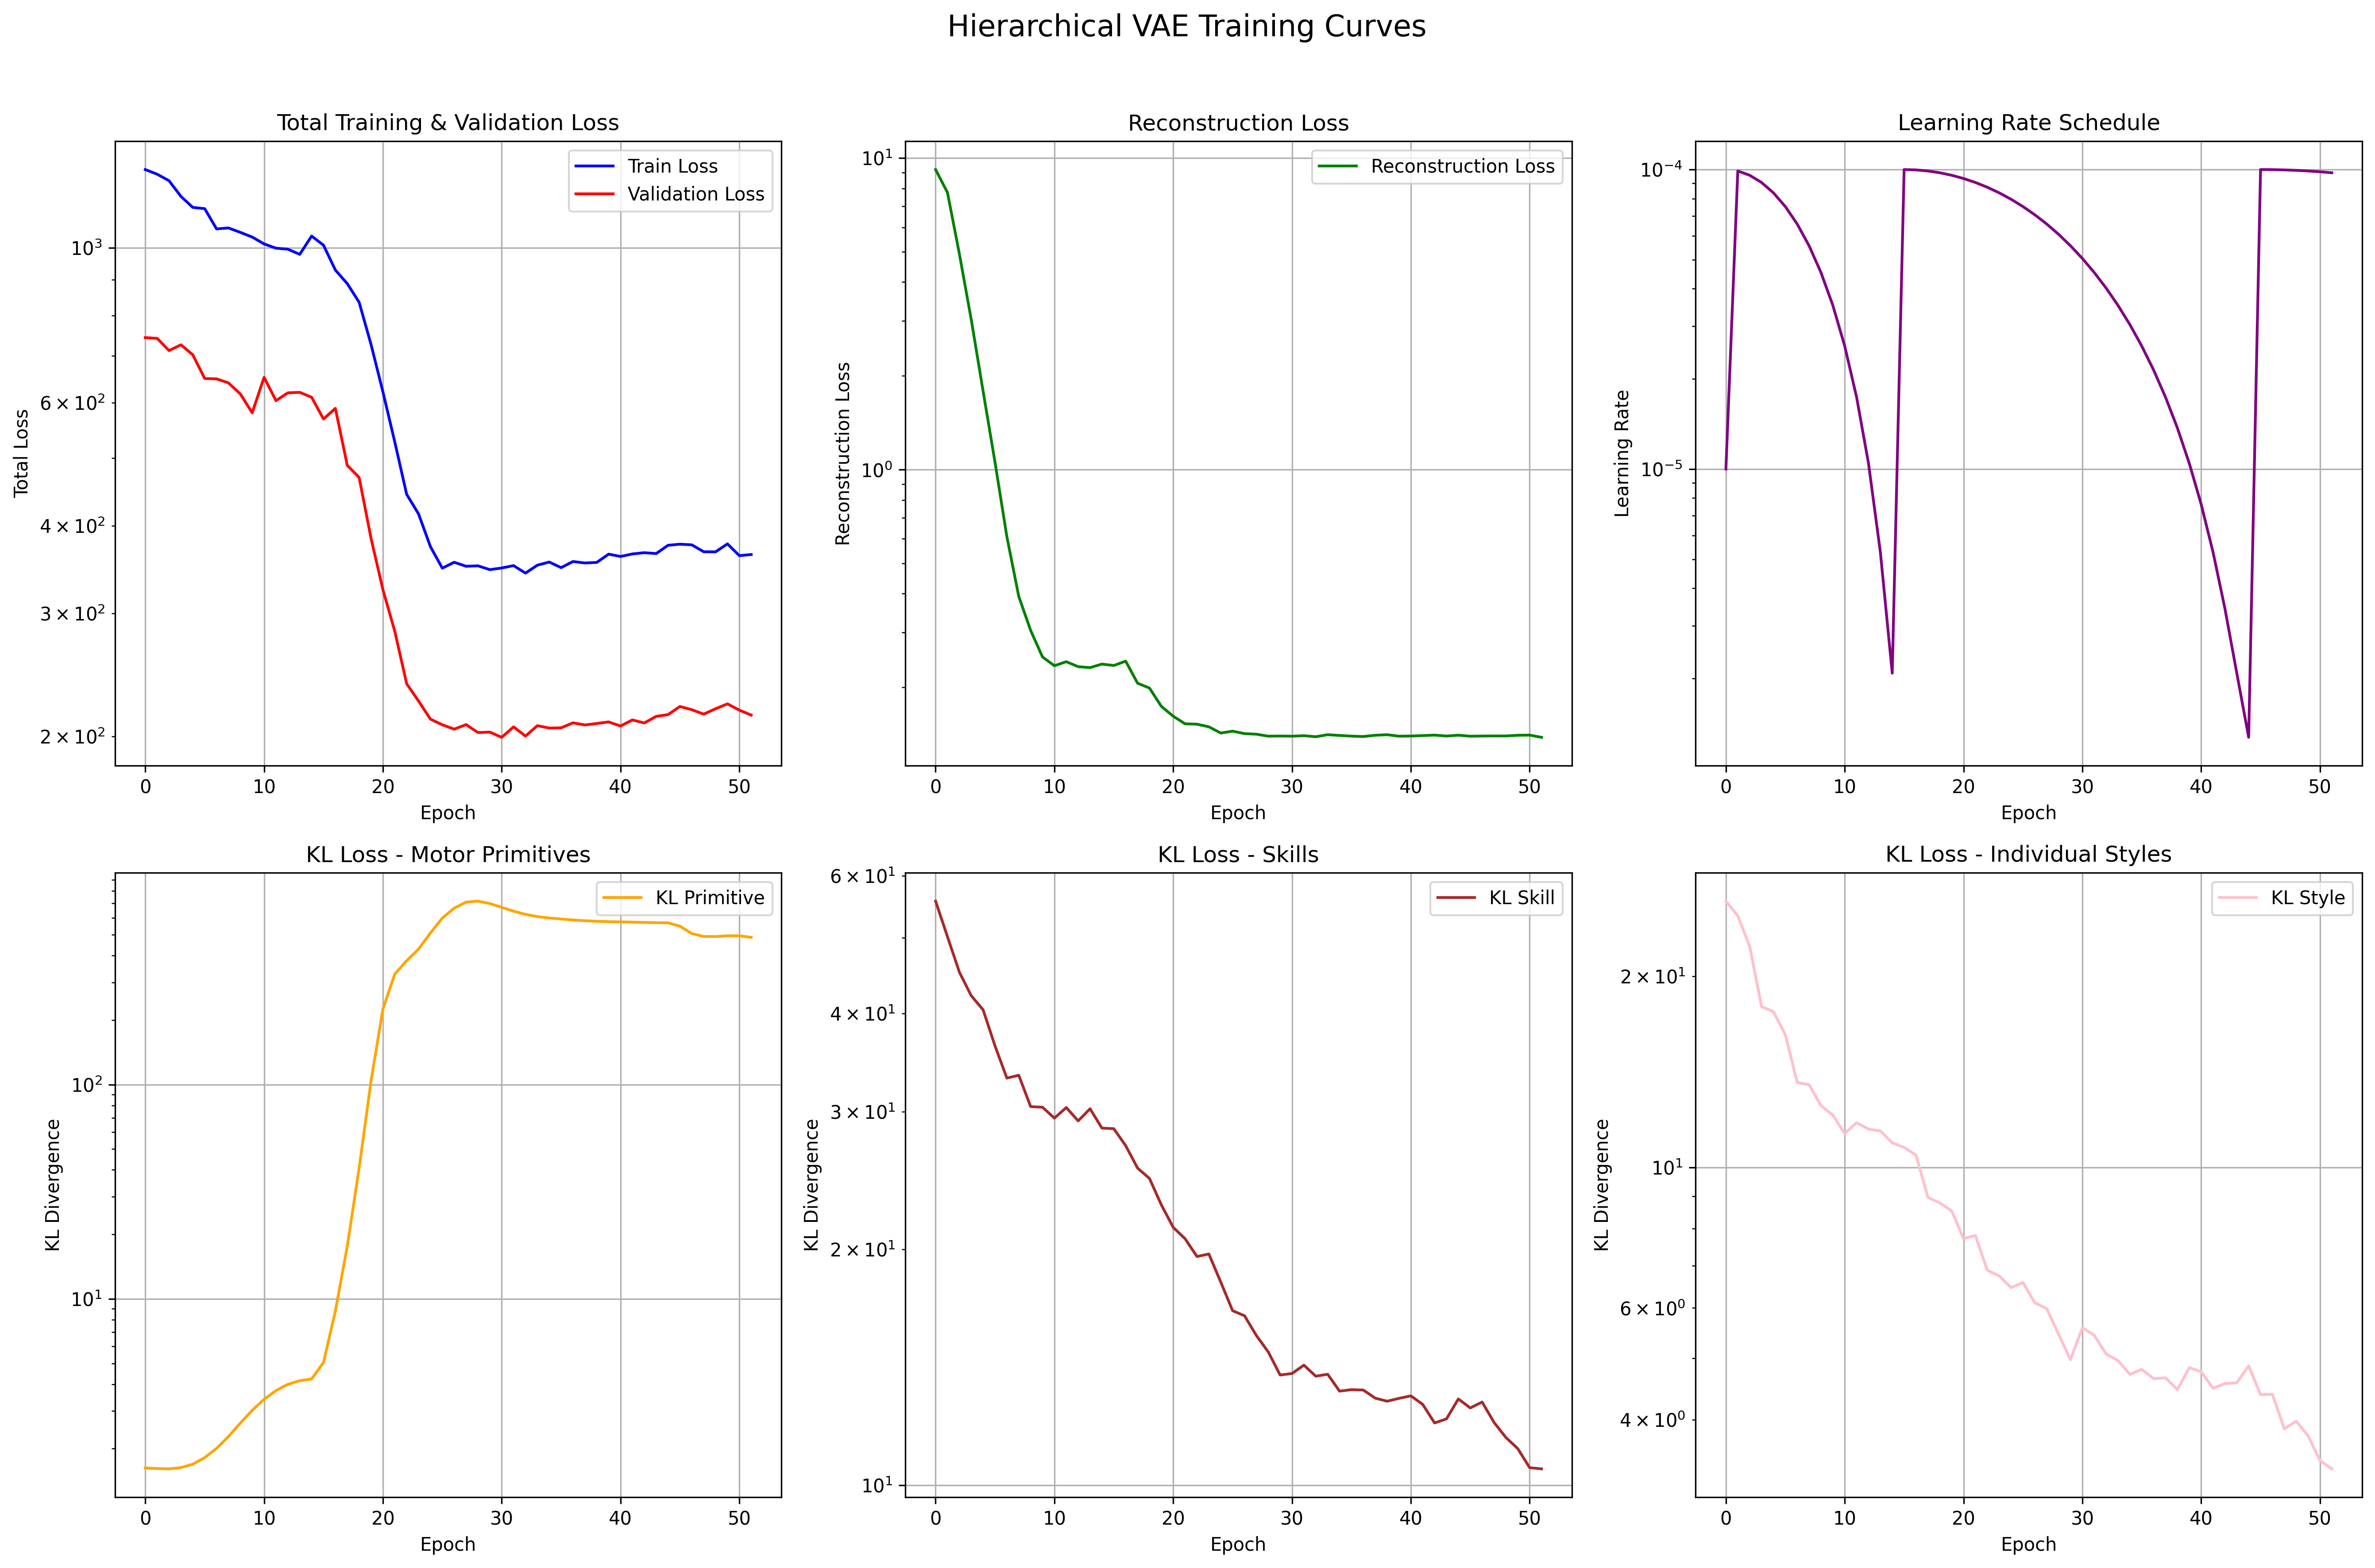 Hierarchical VAE Training Curves
Total Training & Validation Loss
Train Loss
Validation Loss
10³
6 × 10²
4 × 10²
3 × 10²
2 × 10²
Total Loss
0 10 20 30 40 50
Epoch
Reconstruction Loss
Reconstruction Loss
10¹
10⁰
Reconstruction Loss
0 10 20 30 40 50
Epoch
Learning Rate Schedule
10⁻⁴
10⁻⁵
Learning Rate
0 10 20 30 40 50
Epoch
KL Loss - Motor Primitives
KL Primitive
10²
10¹
KL Divergence
0 10 20 30 40 50
Epoch
KL Loss - Skills
KL Skill
6 × 10¹
4 × 10¹
3 × 10¹
2 × 10¹
10¹
KL Divergence
0 10 20 30 40 50
Epoch
KL Loss - Individual Styles
KL Style
2 × 10¹
10¹
6 × 10⁰
4 × 10⁰
KL Divergence
0 10 20 30 40 50
Epoch